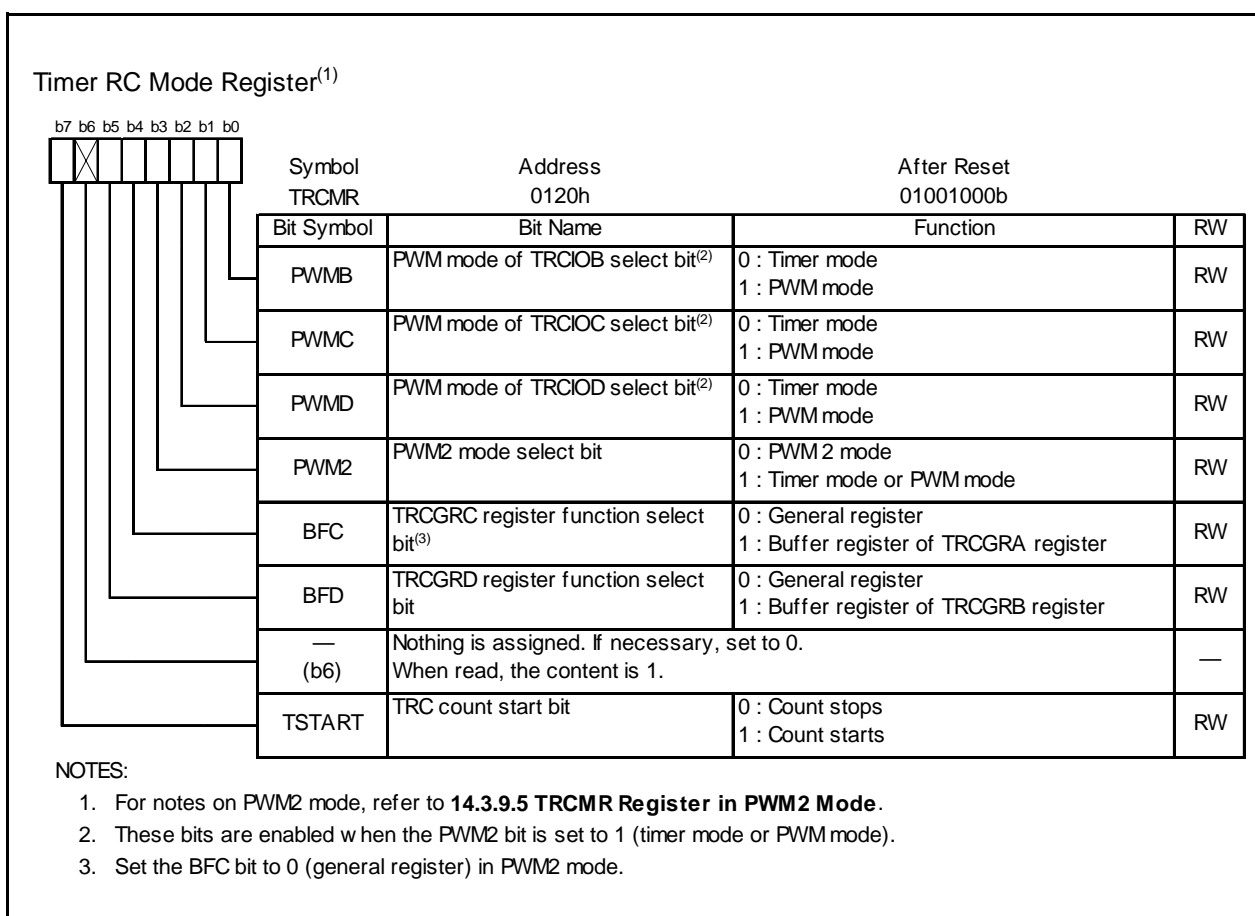 Timer RC Mode Register(1)
b7 b6 b5 b4 b3 b2 b1 b0
Symbol Address After Reset
TRCMR 0120h 01001000b
Bit Symbol Bit Name Function RW
PWMB PWM mode of TRCIOB select bit(2) 0 : Timer mode RW
1 : PWM mode
PWMC PWM mode of TRCIOC select bit(2) 0 : Timer mode RW
1 : PWM mode
PWMD PWM mode of TRCIOD select bit(2) 0 : Timer mode RW
1 : PWM mode
PWM2 PWM2 mode select bit 0 : PWM 2 mode RW
1 : Timer mode or PWM mode
BFC TRCGRC register function select 0 : General register RW
bit(3) 1 : Buffer register of TRCGRA register
BFD TRCGRD register function select 0 : General register RW
bit 1 : Buffer register of TRCGRB register
— Nothing is assigned. If necessary, set to 0. —
(b6) When read, the content is 1.
TSTART TRC count start bit 0 : Count stops RW
1 : Count starts
NOTES:
1. For notes on PWM2 mode, refer to 14.3.9.5 TRCMR Register in PWM2 Mode.
2. These bits are enabled w hen the PWM2 bit is set to 1 (timer mode or PWM mode).
3. Set the BFC bit to 0 (general register) in PWM2 mode.